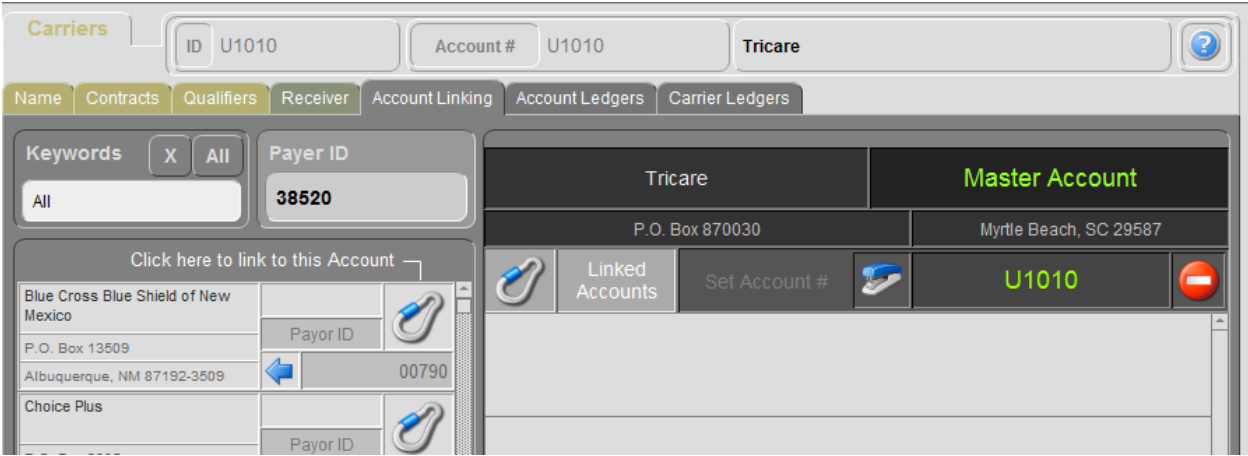 Carriers
ID U1010 Account # U1010 Tricare
Name Contracts Qualifiers Receiver Account Linking Account Ledgers Carrier Ledgers
Keywords X All Payer ID
All 38520
Tricare Master Account
P.O. Box 870030 Myrtle Beach, SC 29587
Click here to link to this Account
Linked Accounts Set Account # U1010
Blue Cross Blue Shield of New
Mexico
Payor ID
P.O. Box 13509
Albuquerque, NM 87192-3509 00790
Choice Plus
Payor ID